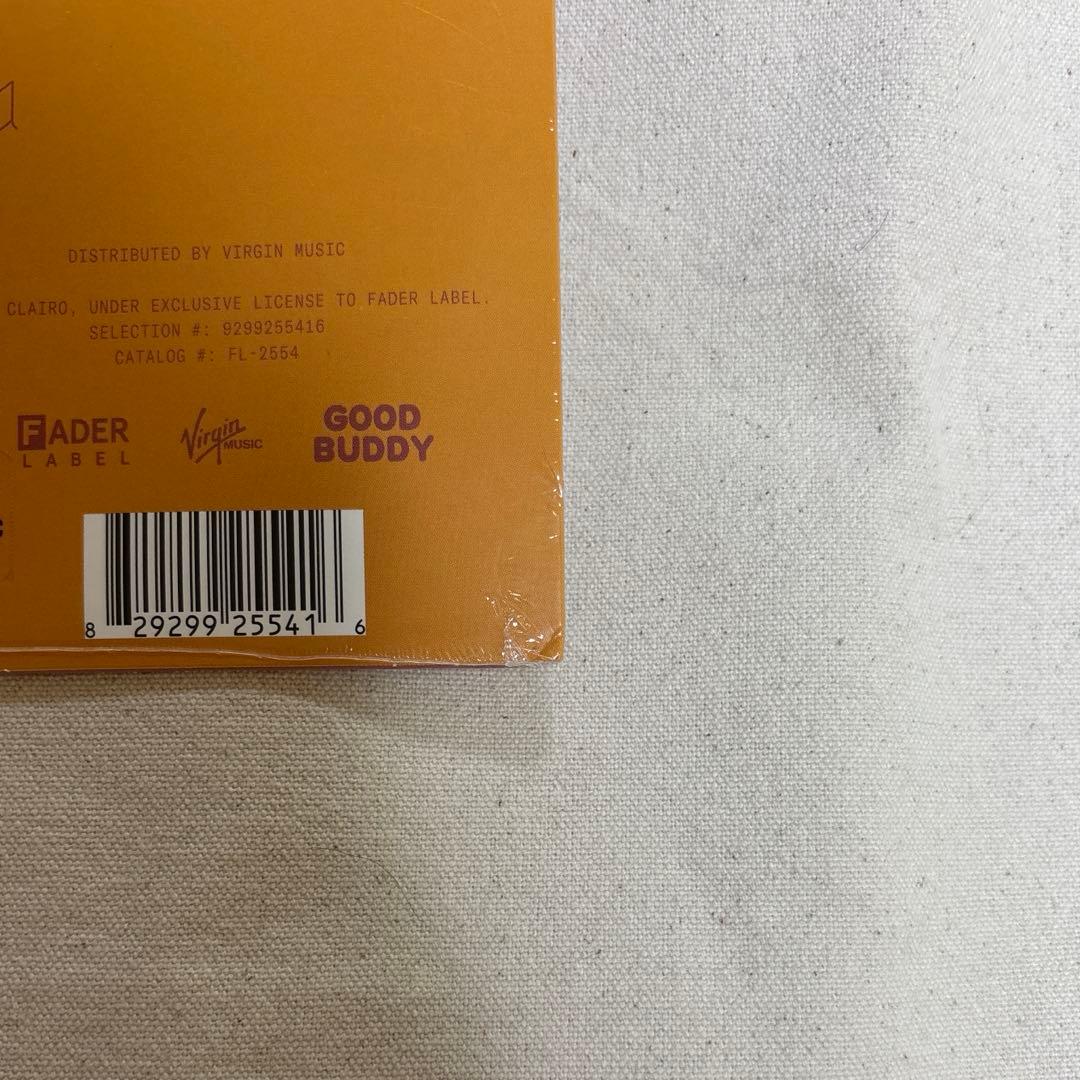 DISTRIBUTED BY VIRGIN MUSIC
CLAIRO, UNDER EXCLUSIVE LICENSE TO FADER LABEL.
SELECTION #: 9299255416
CATALOG #: FL-2554
FADER LABEL
Virgin MUSIC
GOOD BUDDY
8 29299 25541 6